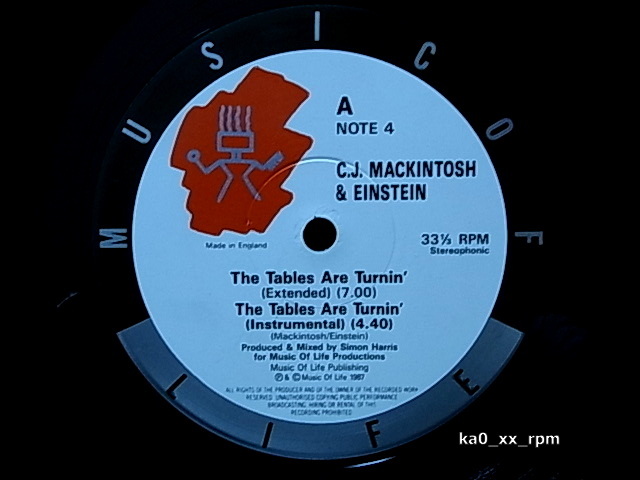 MUSIC OF
LIFE
A
NOTE 4
C.J. MACKINTOSH
& EINSTEIN
Made in England
33⅓ RPM
Stereophonic
The Tables Are Turnin'
(Extended) (7.00)
The Tables Are Turnin'
(Instrumental) (4.40)
(Mackintosh/Einstein)
Produced & Mixed by Simon Harris
for Music Of Life Productions
Music Of Life Publishing
℗ & © Music Of Life 1987
ALL RIGHTS OF THE PRODUCER AND OF THE OWNER OF THE RECORDED WORK
RESERVED. UNAUTHORISED COPYING PUBLIC PERFORMANCE
BROADCASTING, HIRING OR RENTAL OF THIS
RECORDING PROHIBITED
ka0_xx_rpm